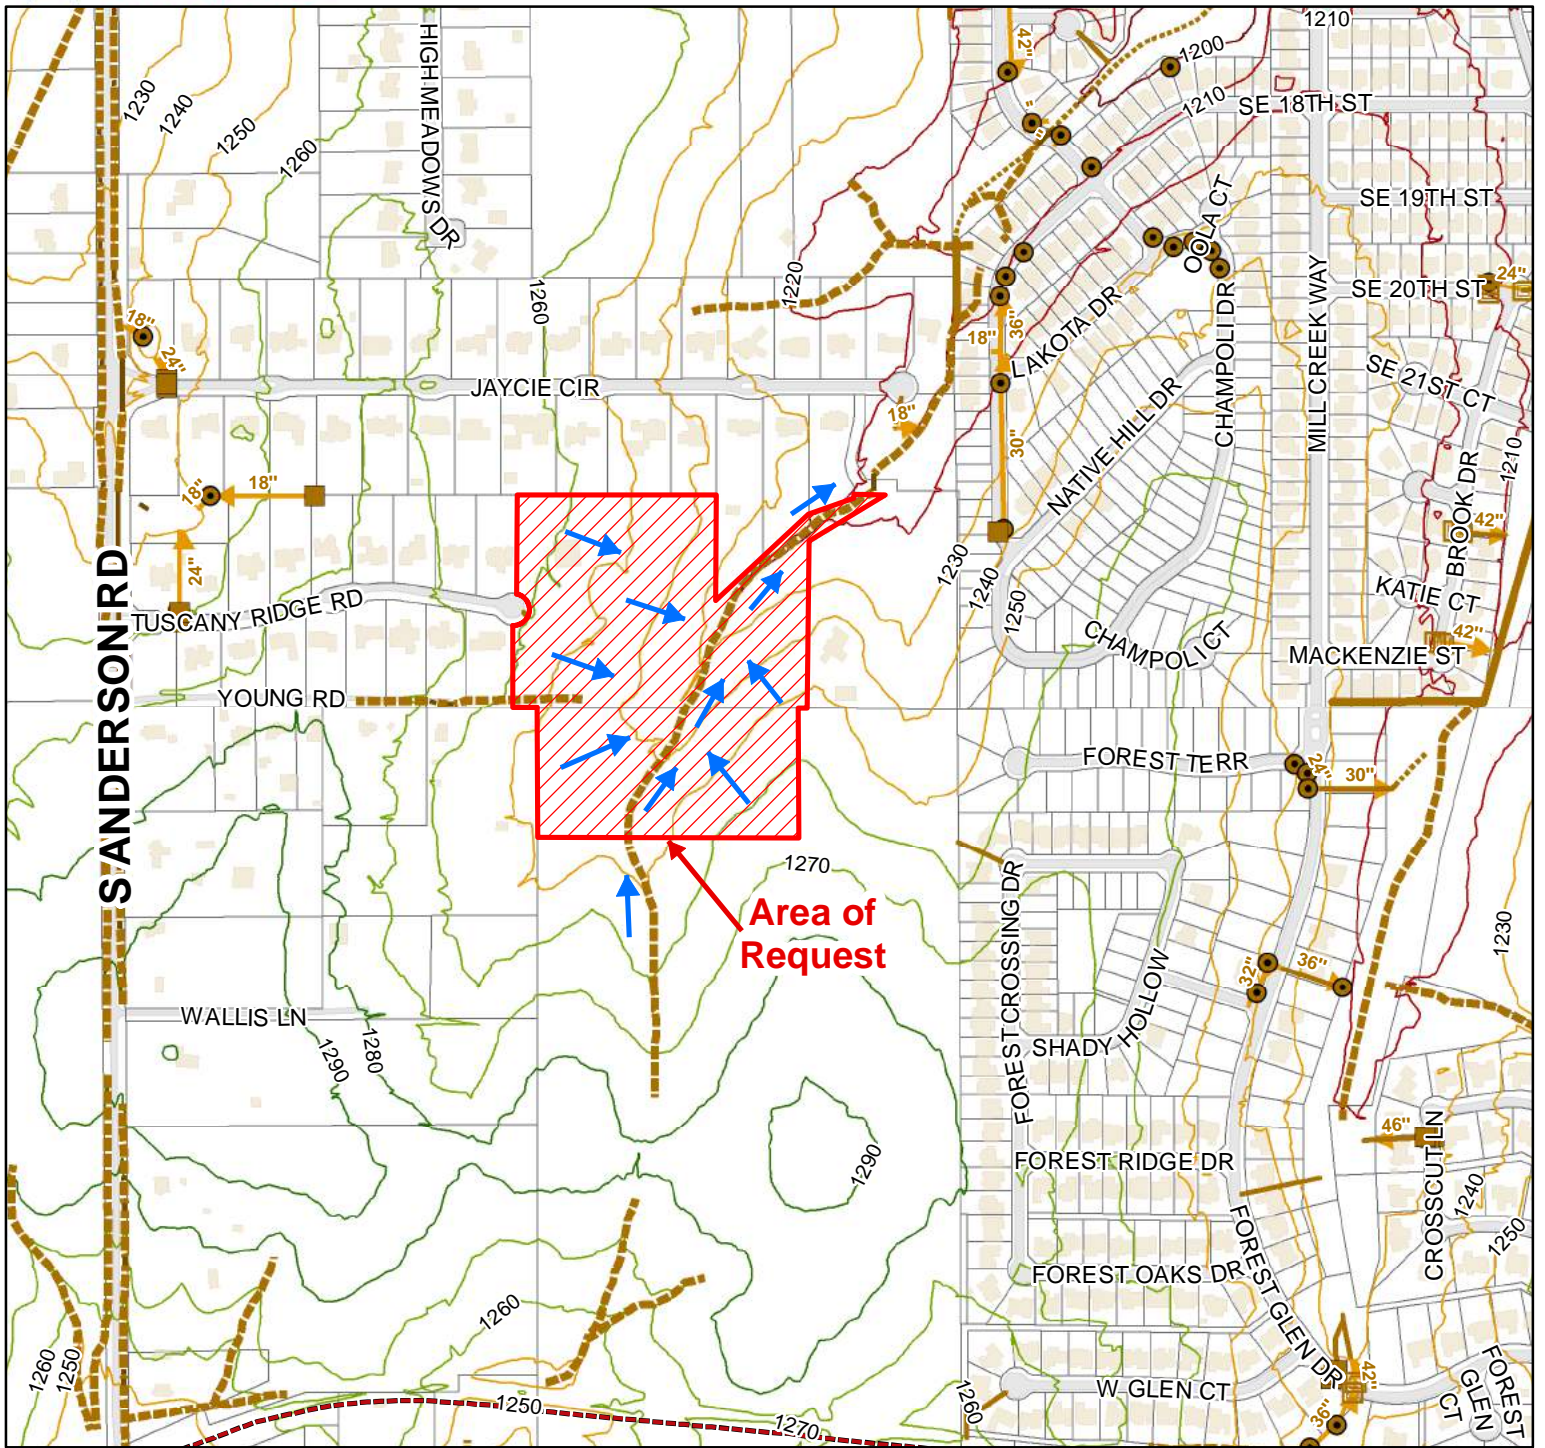 1210
42"
1200
HIGH MEADOWS DR
1230
1240
1250
1260
1210
SE 18TH ST
"
"
SE 19TH ST
OOLA CT
1220
1260
SE 20TH ST
24"
18"
24"
36"
18"
LAKOTA DR
CHAMPOLI DR
MILL CREEK WAY
SE 21ST CT
JAYCIE CIR
NATIVE HILL DR
18"
30"
BROOK DR
1210
18"
18"
42"
24"
SANDERSON RD
TUSCANY RIDGE RD
1230
1240
1250
KATIE CT
CHAMPOLI CT
42"
MACKENZIE ST
YOUNG RD
FOREST TERR
24"
30"
1270
Area of
Request
FOREST CROSSING DR
1230
SHADY HOLLOW
32"
36"
WALLIS LN
1290
1280
46"
CROSSCUT LN
1290
FOREST RIDGE DR
1240
1250
FOREST OAKS DR
FOREST GLEN DR
1260
1260
1250
1250
1270
1260
W GLEN CT
42"
36"
FOREST GLEN CT